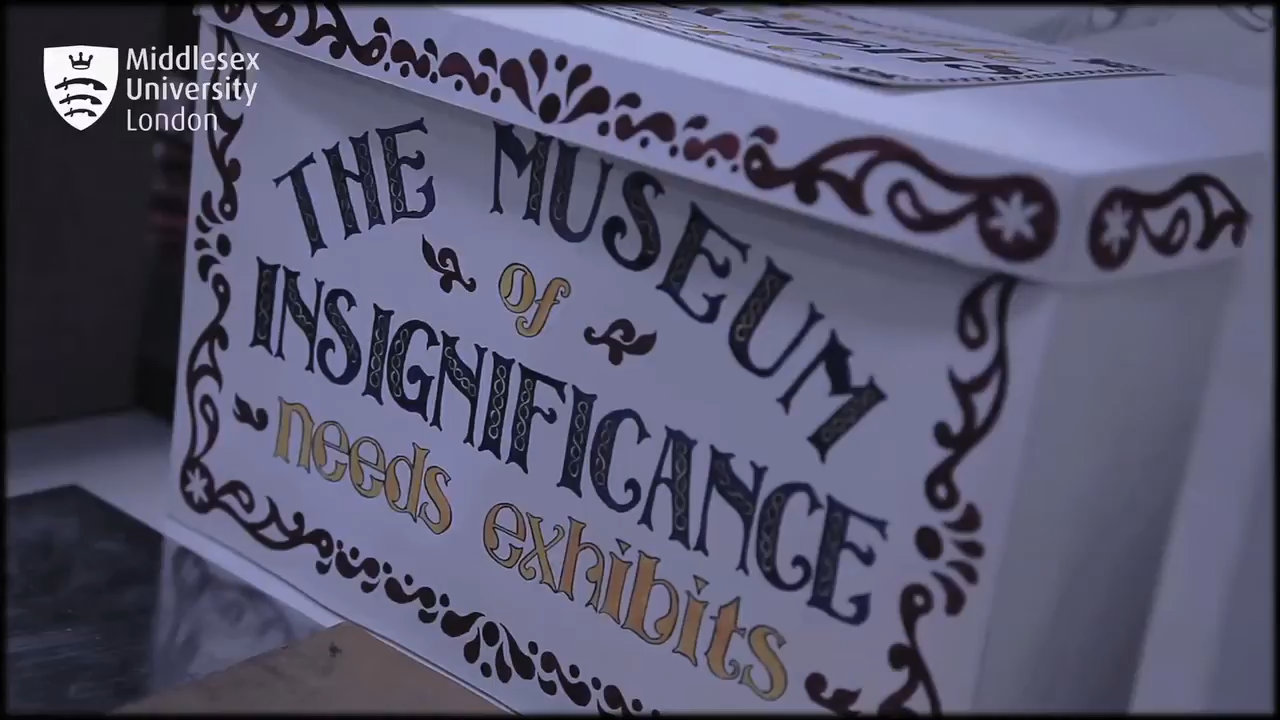 Middlesex
University
London
THE MUSEUM
of
INSIGNIFICANCE
needs exhibits